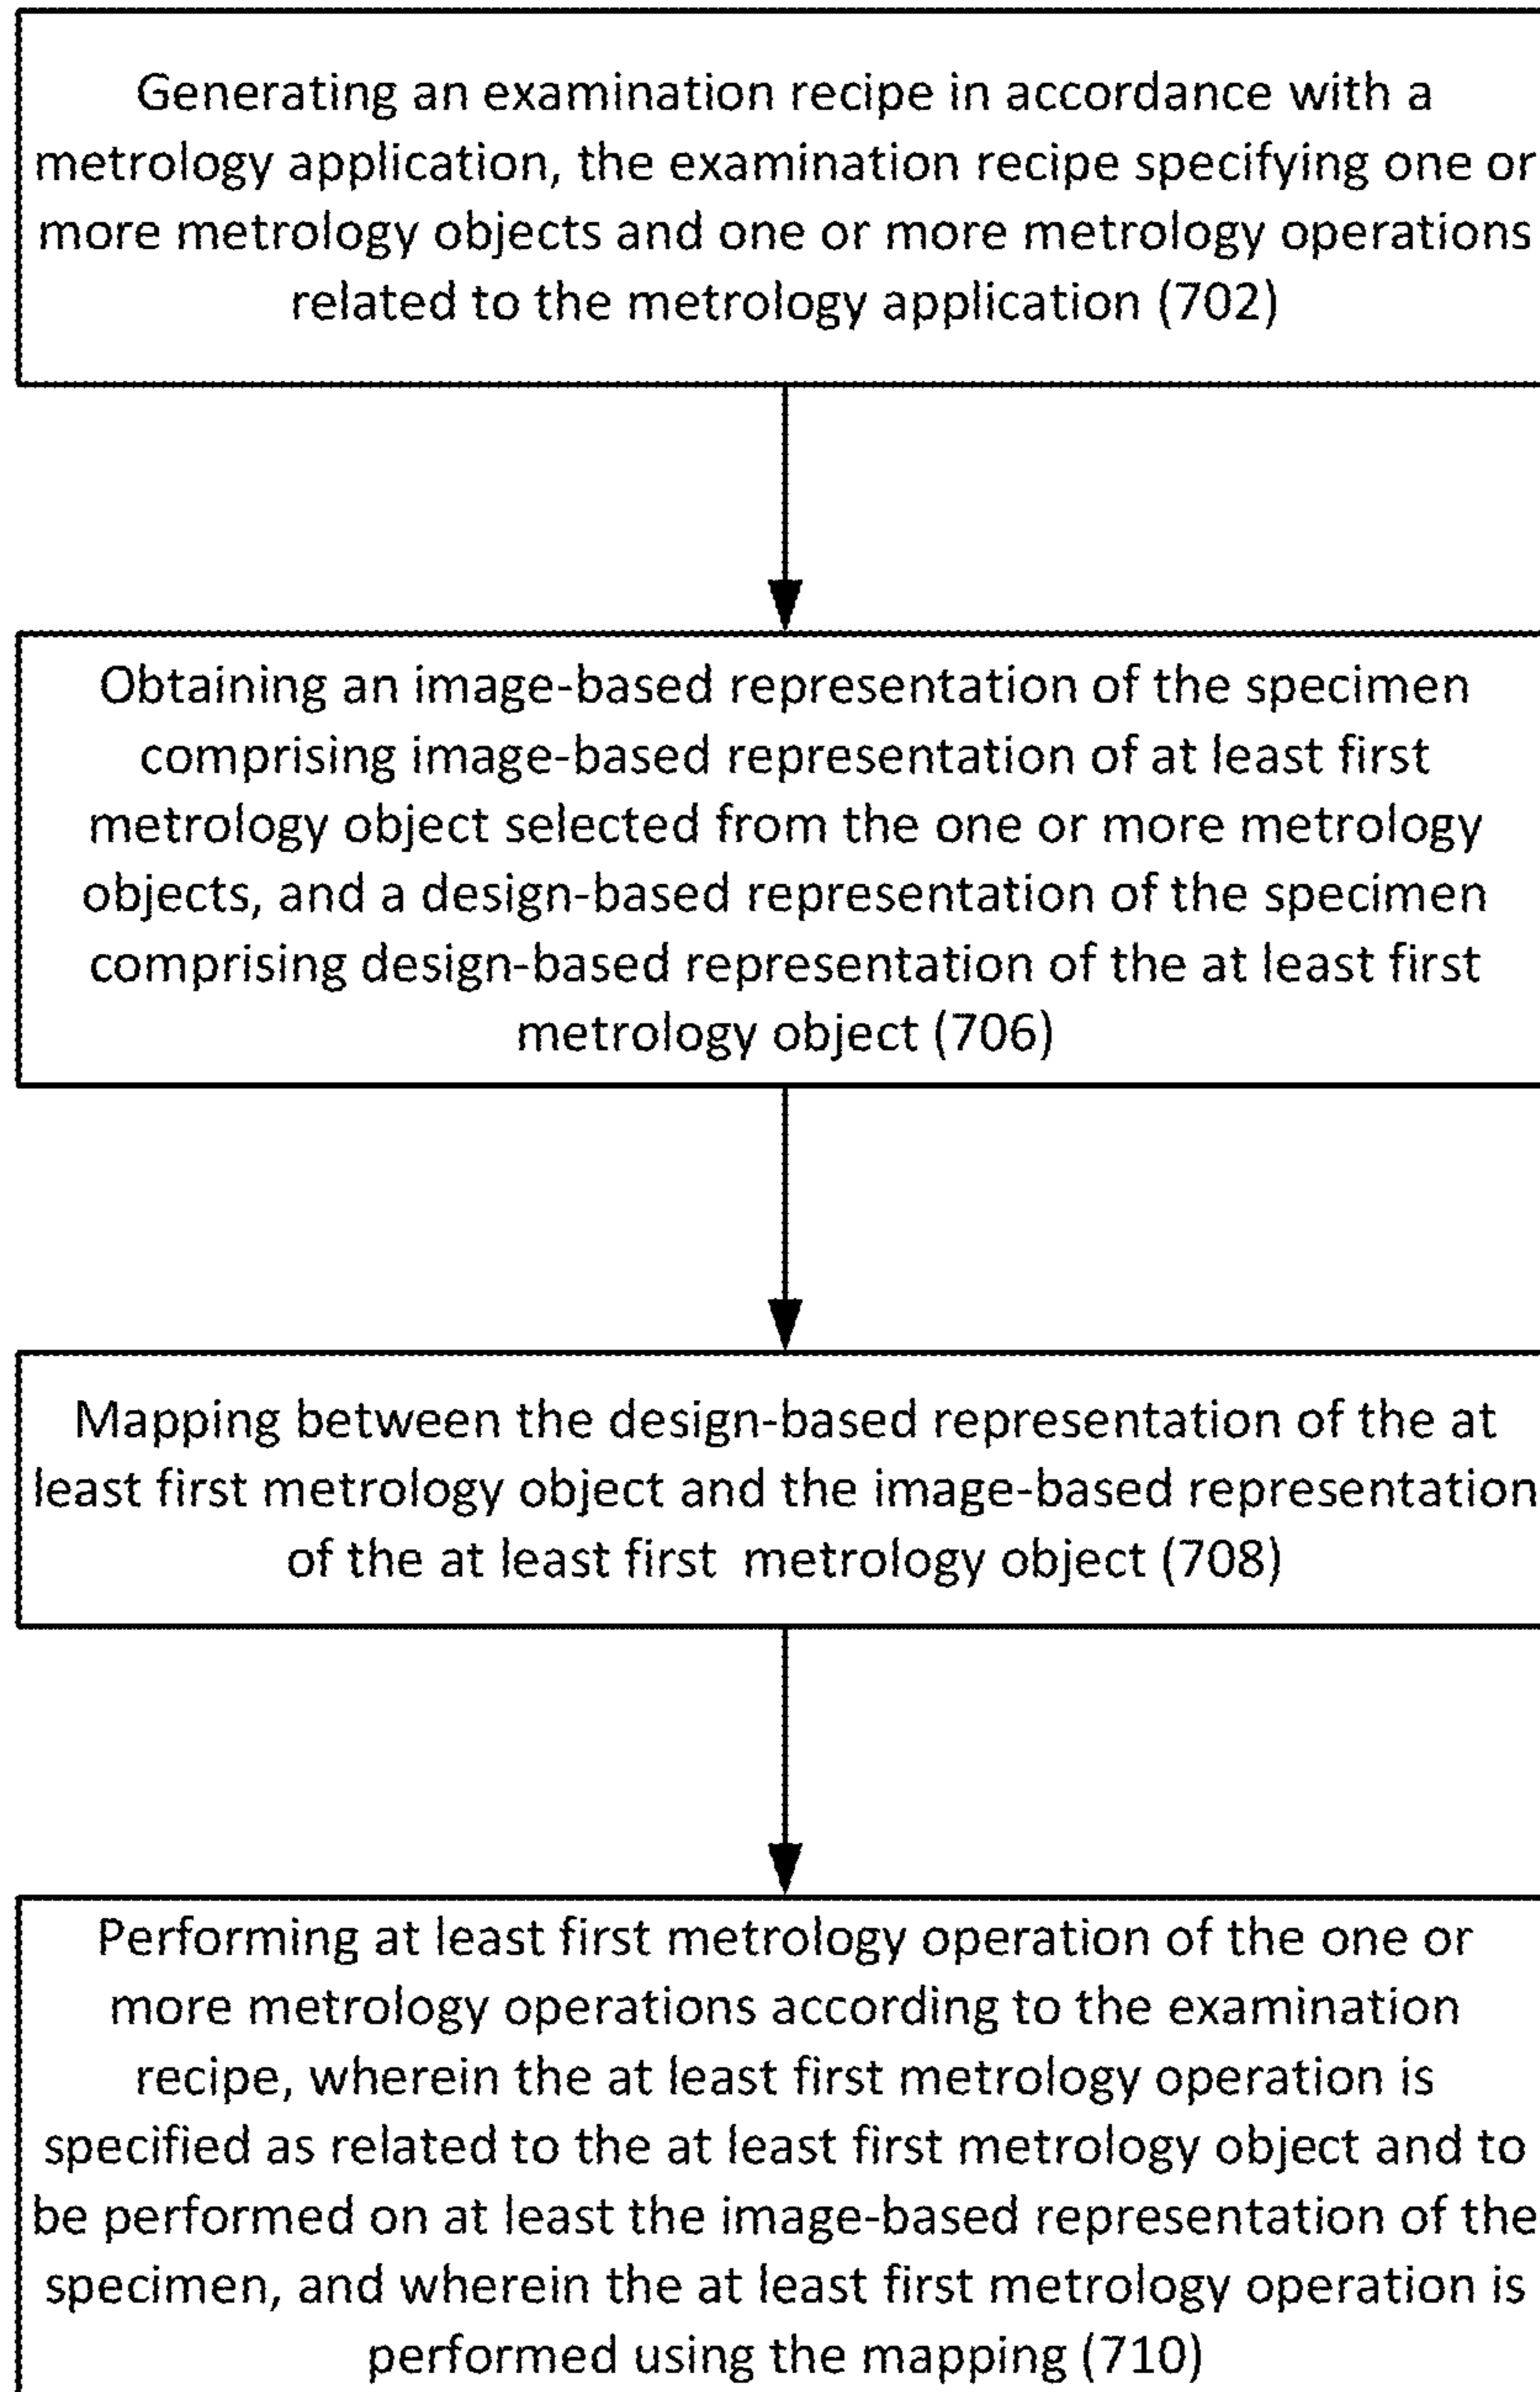 Generating an examination recipe in accordance with a
metrology application, the examination recipe specifying one or
more metrology objects and one or more metrology operations
related to the metrology application (702)
Obtaining an image-based representation of the specimen
comprising image-based representation of at least first
metrology object selected from the one or more metrology
objects, and a design-based representation of the specimen
comprising design-based representation of the at least first
metrology object (706)
Mapping between the design-based representation of the at
least first metrology object and the image-based representation
of the at least first  metrology object (708)
Performing at least first metrology operation of the one or
more metrology operations according to the examination
recipe, wherein the at least first metrology operation is
specified as related to the at least first metrology object and to
be performed on at least the image-based representation of the
specimen, and wherein the at least first metrology operation is
performed using the mapping (710)